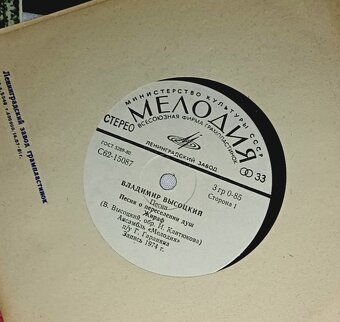 Ленинградский завод грампластинок
МИНИСТЕРСТВО КУЛЬТУРЫ СССР
МЕЛОДИЯ
ВСЕСОЮЗНАЯ ФИРМА ГРАМПЛАСТИНОК
СТЕРЕО
ЛЕНИНГРАДСКИЙ ЗАВОД
33
ГОСТ 5289-80
С62-15087
3 гр 0-85
Сторона 1
ВЛАДИМИР ВЫСОЦКИЙ
Песни
Песня о переселении душ
Жираф
(В. Высоцкий, обр. Н. Кантюкова)
Ансамбль «Мелодия»
п/у Г. Гараняна
Запись 1974 г.